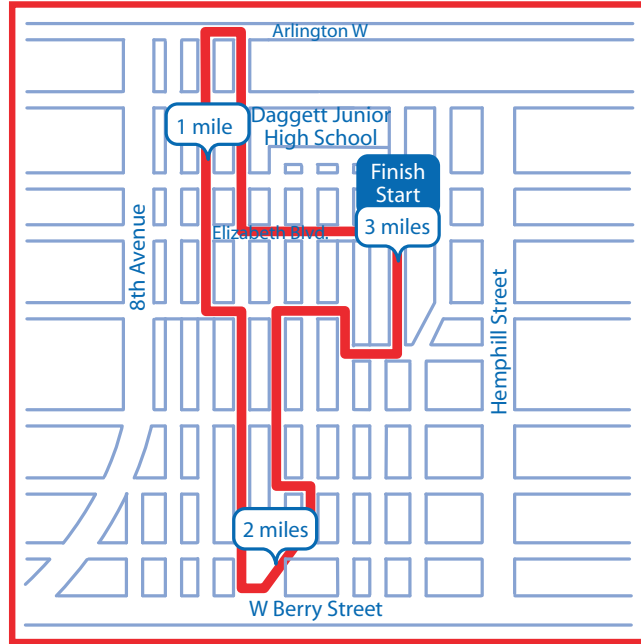 Arlington W
1 mile
Daggett Junior
High School
Finish
Start
3 miles
Elizabeth Blvd.
8th Avenue
Hemphill Street
2 miles
W Berry Street